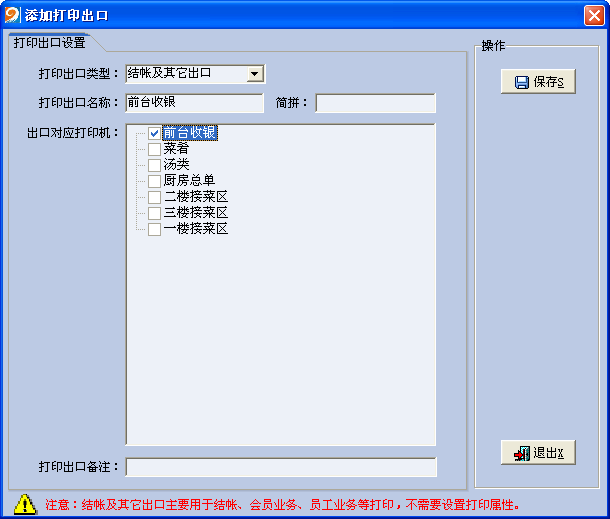 添加打印出口
打印出口设置
操作
打印出口类型：
结帐及其它出口
保存S
打印出口名称：
前台收银
简拼：
出口对应打印机：
前台收银
菜肴
汤类
厨房总单
二楼接菜区
三楼接菜区
一楼接菜区
退出X
打印出口备注：
注意：结帐及其它出口主要用于结帐、会员业务、员工业务等打印，不需要设置打印属性。